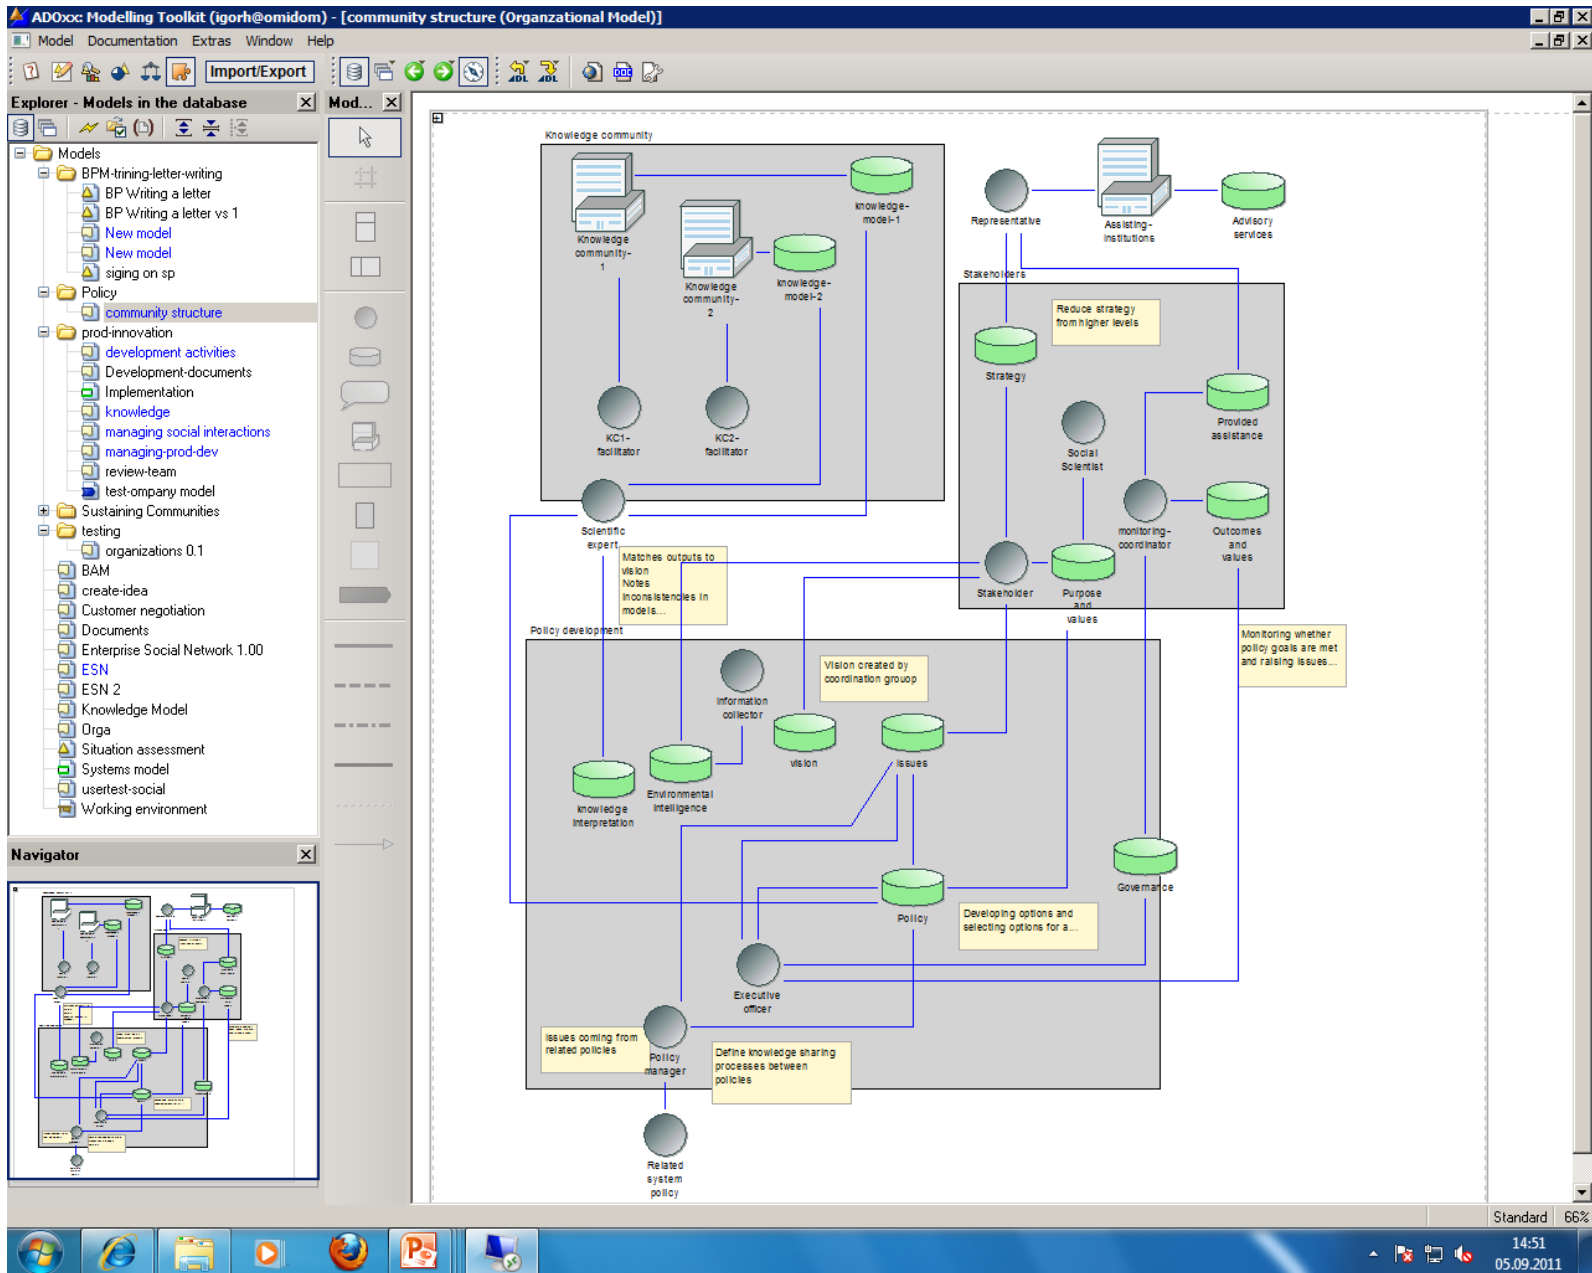 ADOxx: Modelling Toolkit (igorh@omidom) - [community structure (Organzational Model)]
Model Documentation Extras Window Help
Import/Export
ADL ADL DOC
Explorer - Models in the database
Mod...
Models
BPM-trining-letter-writing
BP Writing a letter
BP Writing a letter vs 1
New model
New model
siging on sp
Policy
community structure
prod-innovation
development activities
Development-documents
Implementation
knowledge
managing social interactions
managing-prod-dev
review-team
test-ompany model
Sustaining Communities
testing
organizations 0.1
BAM
create-idea
Customer negotiation
Documents
Enterprise Social Network 1.00
ESN
ESN 2
Knowledge Model
Orga
Situation assessment
Systems model
usertest-social
Working environment
Navigator
Knowledge community
Knowledge
community-
1
Knowledge
community-
2
knowledge-
model-1
knowledge-
model-2
KC1-
facilitator
KC2-
facilitator
Representative
Assisting-
institutions
Advisory
services
Stakeholders
Reduce strategy
from higher levels
Strategy
Social
Scientist
Provided
assistance
monitoring-
coordinator
Outcomes
and
values
Stakeholder
Purpose
and
values
Scientific
expert
Matches outputs to
vision
Notes
inconsistencies in
models...
Monitoring whether
policy goals are met
and raising issues...
Policy development
information
collector
Vision created by
coordination gruoop
vision
issues
knowledge
interpretation
Environmental
intelligence
Governance
Policy
Developing options and
selecting options for a...
Executive
officer
issues coming from
related policies
Policy
manager
Define knowledge sharing
processes between
policies
Related
system
policy
Standard 66%
14:51
05.09.2011